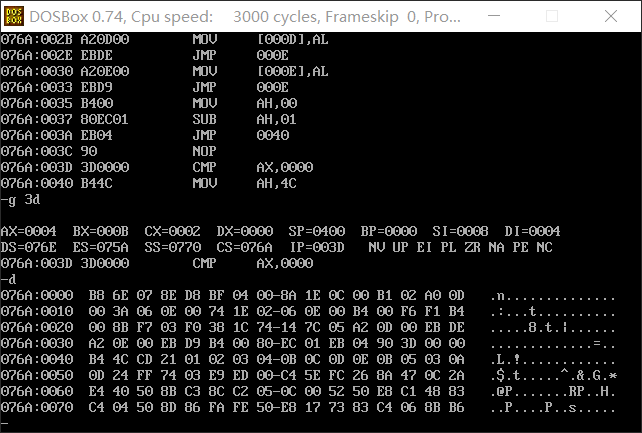 DOSBox 0.74, Cpu speed:    3000 cycles, Frameskip  0, Pro...
076A:002B A20D00        MOV     [000D],AL
076A:002E EBDE          JMP     000E
076A:0030 A20E00        MOV     [000E],AL
076A:0033 EBD9          JMP     000E
076A:0035 B400          MOV     AH,00
076A:0037 80EC01        SUB     AH,01
076A:003A EB04          JMP     0040
076A:003C 90            NOP
076A:003D 3D0000        CMP     AX,0000
076A:0040 B44C          MOV     AH,4C
-g 3d
AX=0004  BX=000B  CX=0002  DX=0000  SP=0400  BP=0000  SI=0008  DI=0004
DS=076E  ES=075A  SS=0770  CS=076A  IP=003D   NV UP EI PL ZR NA PE NC
076A:003D 3D0000        CMP     AX,0000
-d
076A:0000  B8 6E 07 8E D8 BF 04 00-8A 1E 0C 00 B1 02 A0 0D   .n..............
076A:0010  00 3A 06 0E 00 74 1E 02-06 0E 00 B4 00 F6 F1 B4   .:...t..........
076A:0020  00 8B F7 03 F0 38 1C 74-14 7C 05 A2 0D 00 EB DE   .....8.t.|......
076A:0030  A2 0E 00 EB D9 B4 00 80-EC 01 EB 04 90 3D 00 00   .............=..
076A:0040  B4 4C CD 21 01 02 03 04-0B 0C 0D 0E 0B 05 03 0A   .L.!............
076A:0050  0D 24 FF 74 03 E9 ED 00-C4 5E FC 26 8A 47 0C 2A   .$.t.....^.&.G.*
076A:0060  E4 40 50 8B C3 8C C2 05-0C 00 52 50 E8 C1 48 83   .@P.......RP..H.
076A:0070  C4 04 50 8D 86 FA FE 50-E8 17 73 83 C4 06 8B B6   ..P....P..s.....
-